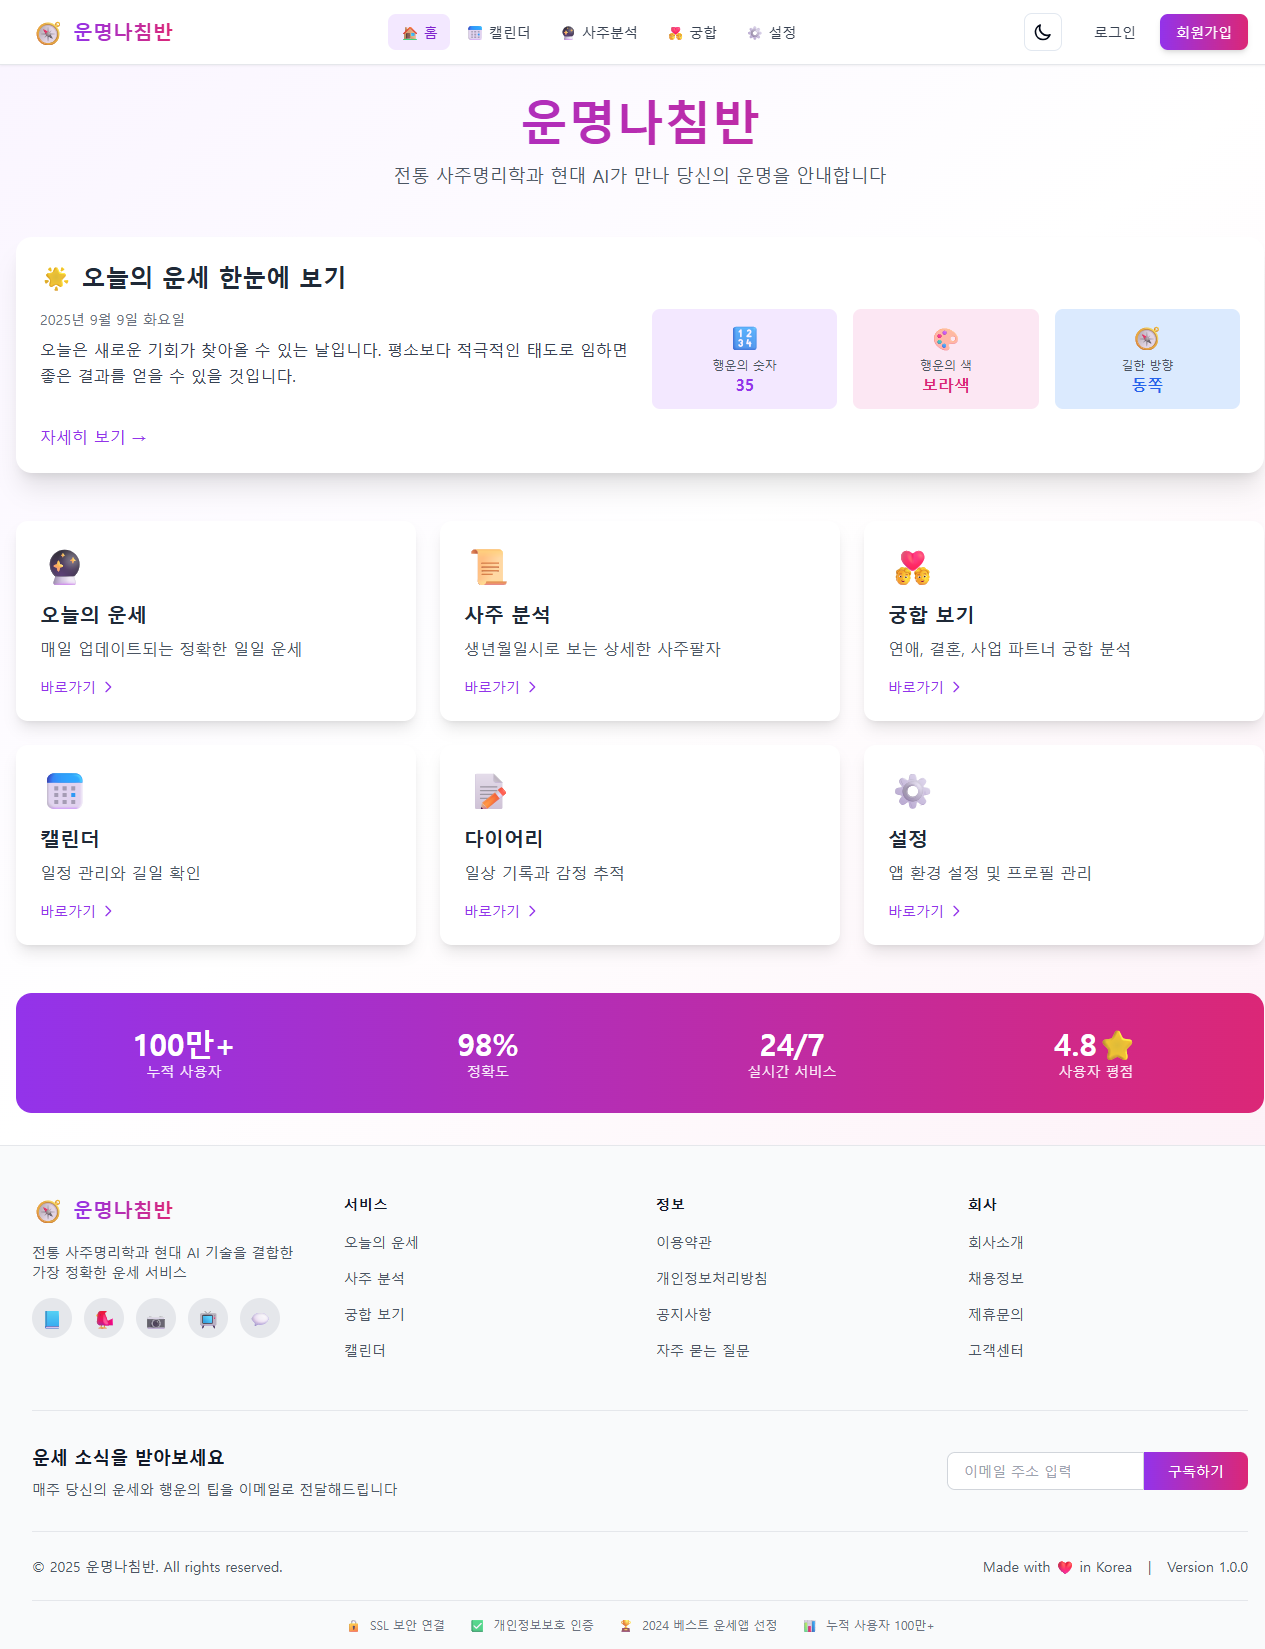 운명나침반
홈
캘린더
사주분석
궁합
설정
로그인
회원가입
운명나침반
전통 사주명리학과 현대 AI가 만나 당신의 운명을 안내합니다
오늘의 운세 한눈에 보기
2025년 9월 9일 화요일
오늘은 새로운 기회가 찾아올 수 있는 날입니다. 평소보다 적극적인 태도로 임하면
좋은 결과를 얻을 수 있을 것입니다.
행운의 숫자
35
행운의 색
보라색
길한 방향
동쪽
자세히 보기 →
오늘의 운세
매일 업데이트되는 정확한 일일 운세
바로가기
사주 분석
생년월일시로 보는 상세한 사주팔자
바로가기
궁합 보기
연애, 결혼, 사업 파트너 궁합 분석
바로가기
캘린더
일정 관리와 길일 확인
바로가기
다이어리
일상 기록과 감정 추적
바로가기
설정
앱 환경 설정 및 프로필 관리
바로가기
100만+
누적 사용자
98%
정확도
24/7
실시간 서비스
4.8⭐
사용자 평점
운명나침반
전통 사주명리학과 현대 AI 기술을 결합한
가장 정확한 운세 서비스
서비스
오늘의 운세
사주 분석
궁합 보기
캘린더
정보
이용약관
개인정보처리방침
공지사항
자주 묻는 질문
회사
회사소개
채용정보
제휴문의
고객센터
운세 소식을 받아보세요
매주 당신의 운세와 행운의 팁을 이메일로 전달해드립니다
이메일 주소 입력
구독하기
© 2025 운명나침반. All rights reserved.
Made with ❤️ in Korea | Version 1.0.0
SSL 보안 연결
개인정보보호 인증
2024 베스트 운세앱 선정
누적 사용자 100만+